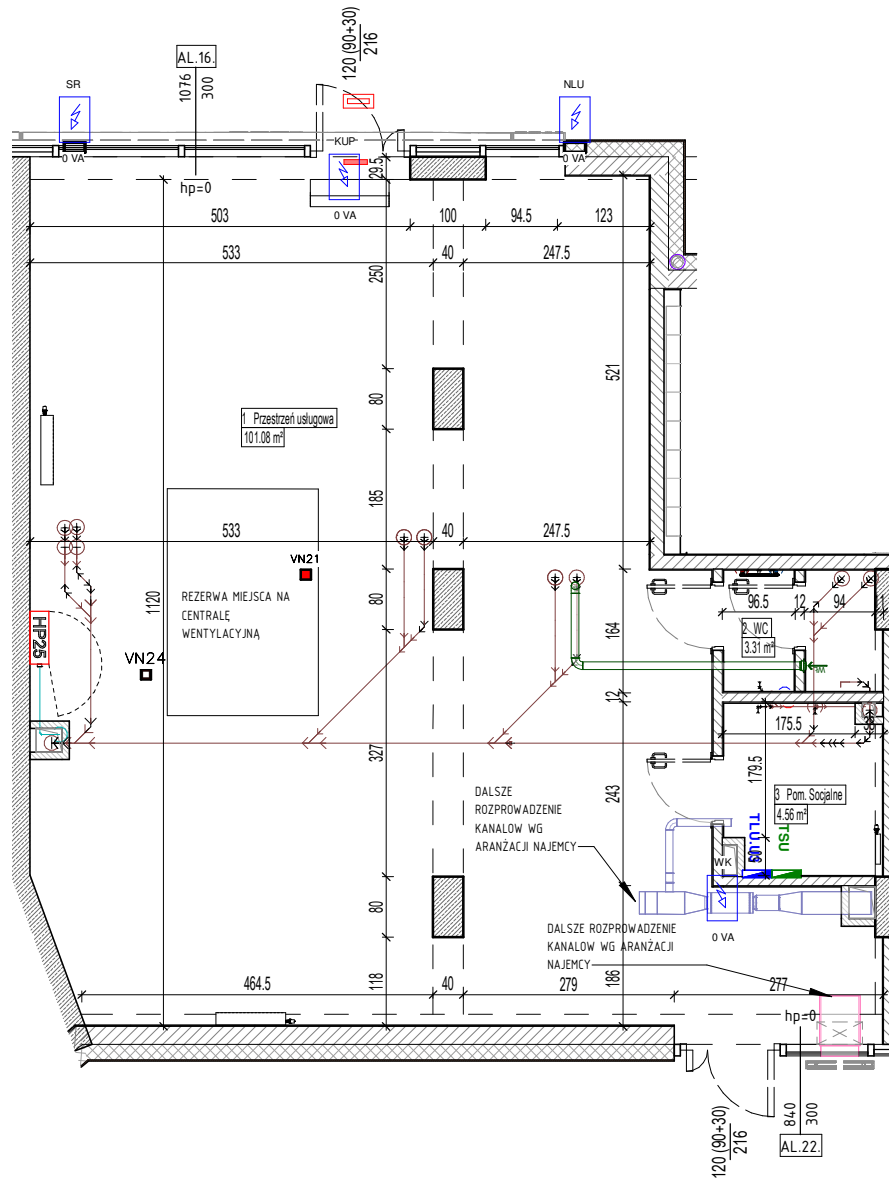 AL.16.
1076
300
120 (90+30)
216
SR
NLU
KUP
0 VA
0 VA
0 VA
29.5
hp=0
503
100
94.5
123
533
40
247.5
250
521
80
1 Przestrzeń usługowa
101.08 m²
185
533
40
247.5
VN21
1120
REZERWA MIEJSCA NA
CENTRALĘ
WENTYLACYJNĄ
80
164
96.5
12
94
2 WC
3.31 m²
HP25
VN24
12
175.5
327
243
179.5
DALSZE
ROZPROWADZENIE
KANALOW WG
ARANŻACJI NAJEMCY
3 Pom. Socjalne
4.56 m²
TLU.U3
TSU
WK
0 VA
80
DALSZE ROZPROWADZENIE
KANALOW WG ARANŻACJI
NAJEMCY
118
186
464.5
40
279
277
hp=0
120 (90+30)
216
840
300
AL.22.